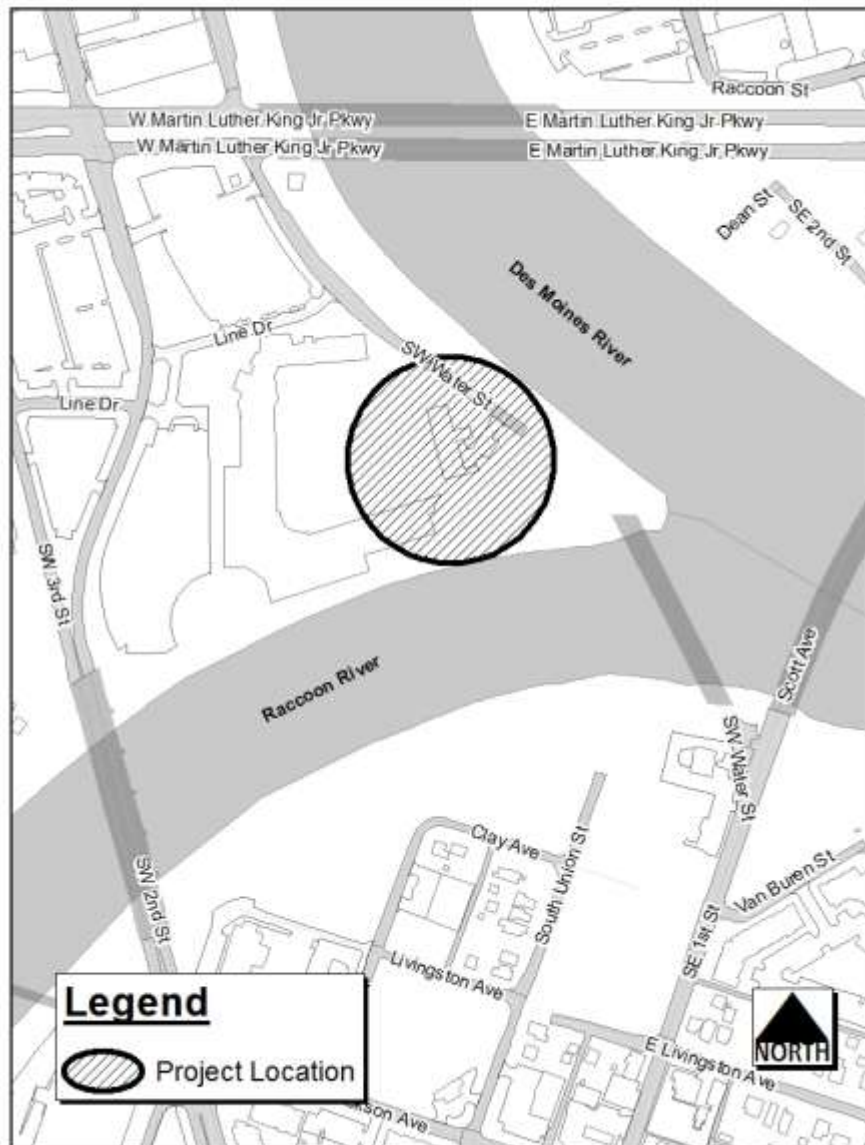 Raccoon St
W Martin Luther King Jr Pkwy
E Martin Luther King Jr Pkwy
W Martin Luther King Jr Pkwy
E Martin Luther King Jr Pkwy
Dean St
SE 2nd St
Des Moines River
Line Dr
SW Water St
Line Dr
SW 3rd St
Raccoon River
Scott Ave
SW Water St
Clay Ave
South Union St
Van Buren St
SW 2nd St
Livingston Ave
SE 1st St
E Livingston Ave
Legend
Project Location
NORTH
kson Ave